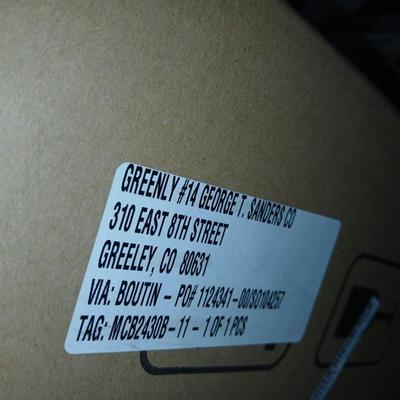 GREENLY #14 GEORGE T. SANDERS CO
310 EAST 8TH STREET
GREELEY, CO 80631
VIA: BOUTIN - PO# 1124341-00/SO104257
TAG: MCB2430B-11 - 1 OF 1 PCS